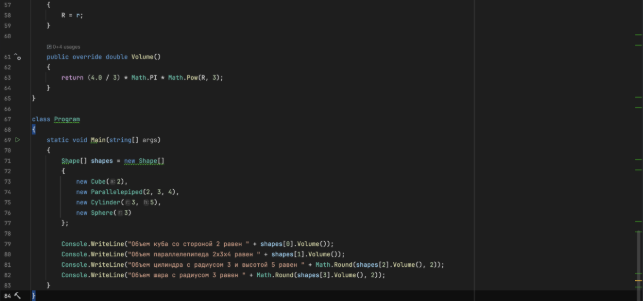 57 {
58 R = r;
59 }
60
0+4 usages
61 public override double Volume()
62 {
63 return (4.0 / 3) * Math.PI * Math.Pow(R, 3);
64 }
65 }
66
67 class Program
68 {
69 static void Main(string[] args)
70 {
71 Shape[] shapes = new Shape[]
72 {
73 new Cube(2),
74 new Parallelepiped(2, 3, 4),
75 new Cylinder(3, 5),
76 new Sphere(3)
77 };
78
79 Console.WriteLine("Объем куба со стороной 2 равен " + shapes[0].Volume());
80 Console.WriteLine("Объем параллелепипеда 2x3x4 равен " + shapes[1].Volume());
81 Console.WriteLine("Объем цилиндра с радиусом 3 и высотой 5 равен " + Math.Round(shapes[2].Volume(), 2));
82 Console.WriteLine("Объем шара с радиусом 3 равен " + Math.Round(shapes[3].Volume(), 2));
83 }
84 }